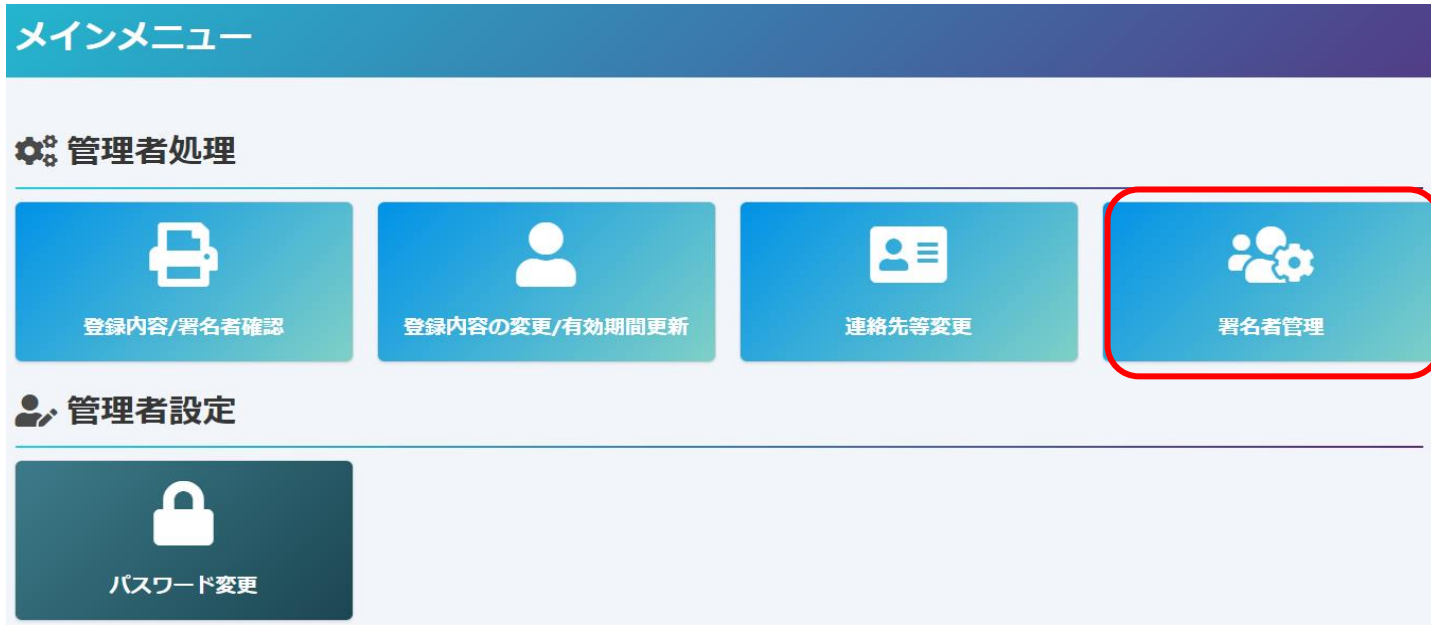 メインメニュー
管理者処理
登録内容/署名者確認
登録内容の変更/有効期間更新
連絡先等変更
署名者管理
管理者設定
パスワード変更